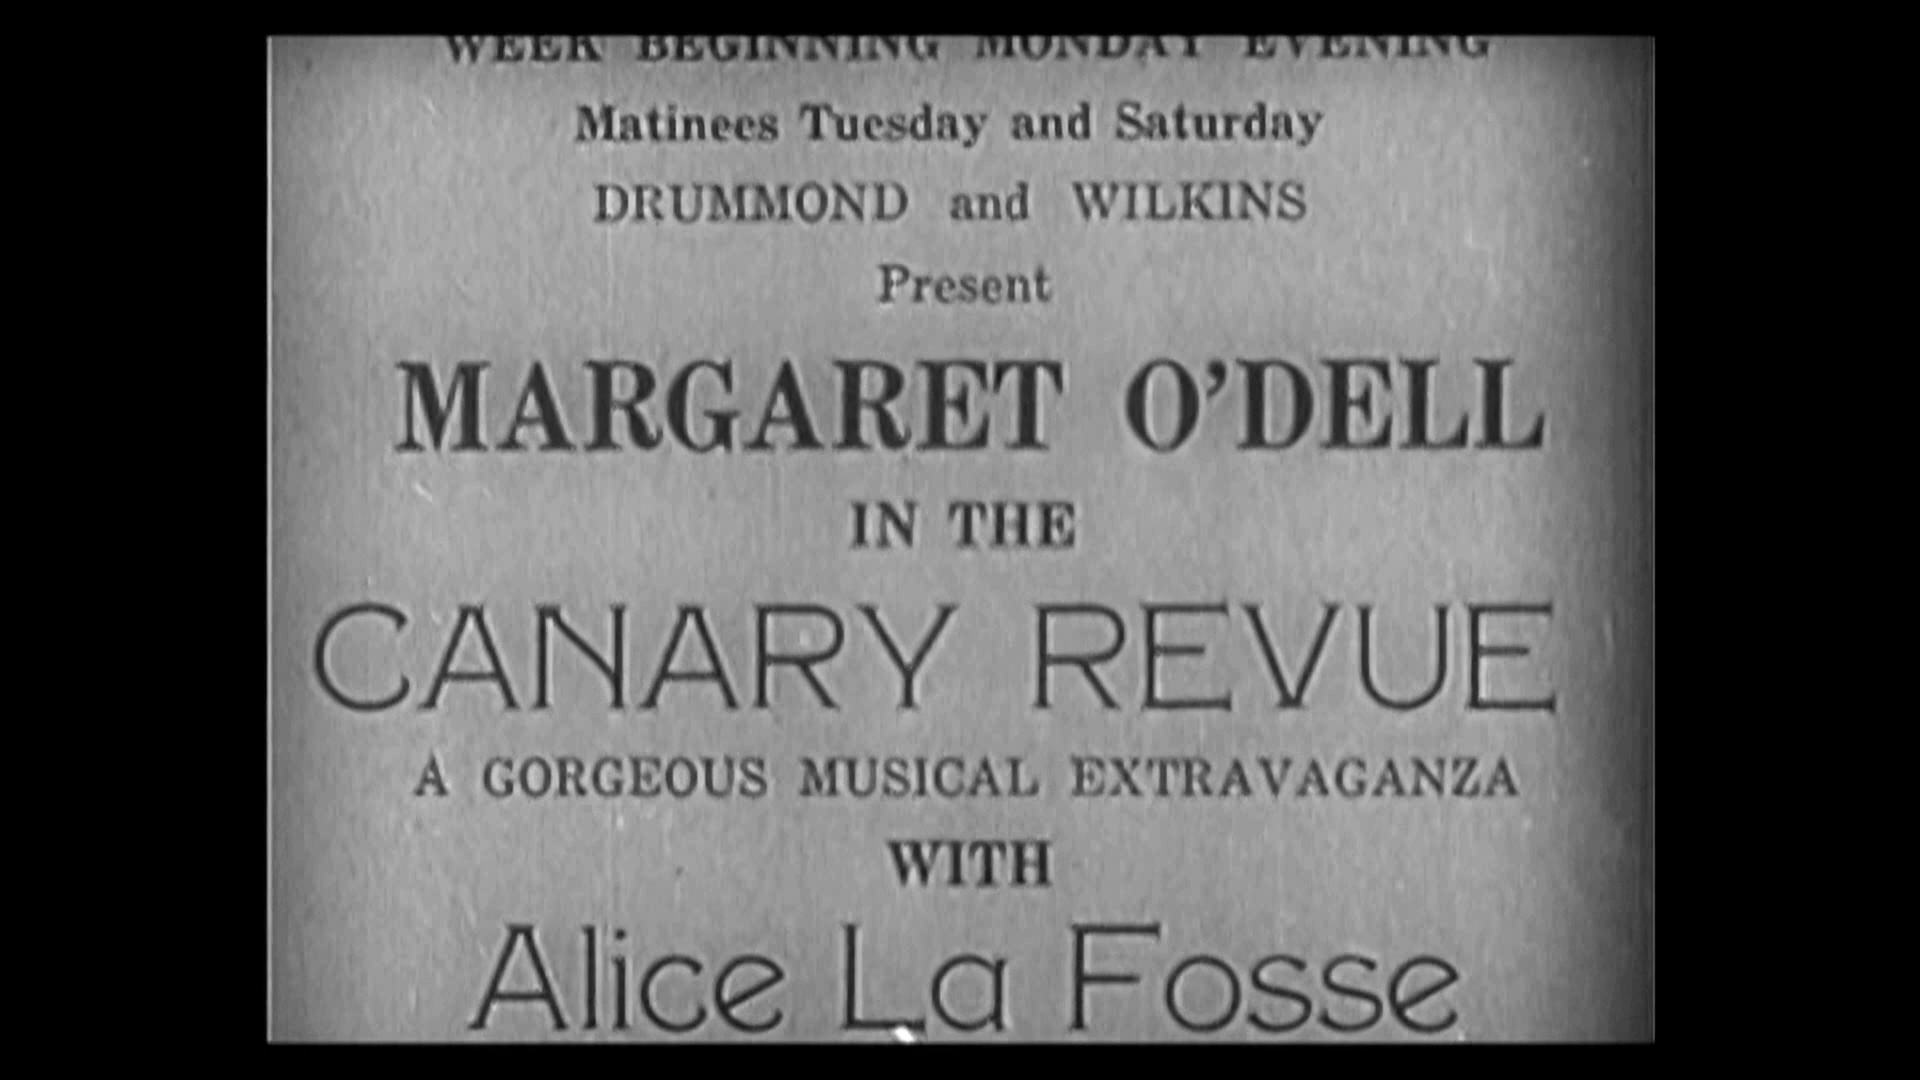 WEEK BEGINNING MONDAY EVENING
Matinees Tuesday and Saturday
DRUMMOND and WILKINS
Present
MARGARET O'DELL
IN THE
CANARY REVUE
A GORGEOUS MUSICAL EXTRAVAGANZA
WITH
Alice La Fosse